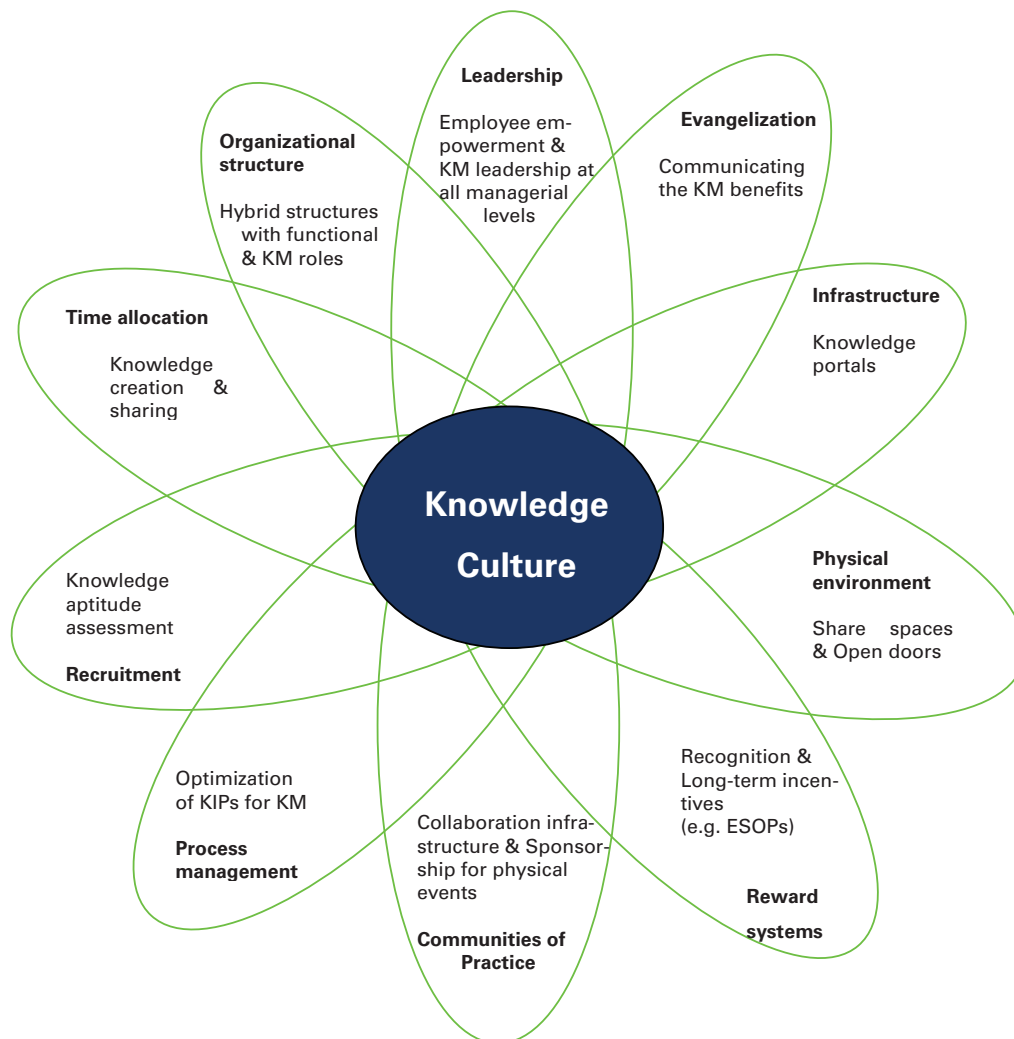 Leadership
Employee em-
powerment &
KM leadership at
all managerial
levels
Evangelization
Communicating
the KM benefits
Organizational
structure
Hybrid structures
with functional
& KM roles
Infrastructure
Knowledge
portals
Time allocation
Knowledge
creation &
sharing
Knowledge
Culture
Physical
environment
Share spaces
& Open doors
Knowledge
aptitude
assessment
Recruitment
Recognition &
Long-term incen-
tives
(e.g. ESOPs)
Reward
systems
Optimization
of KIPs for KM
Process
management
Collaboration infra-
structure & Sponsor-
ship for physical
events
Communities of
Practice